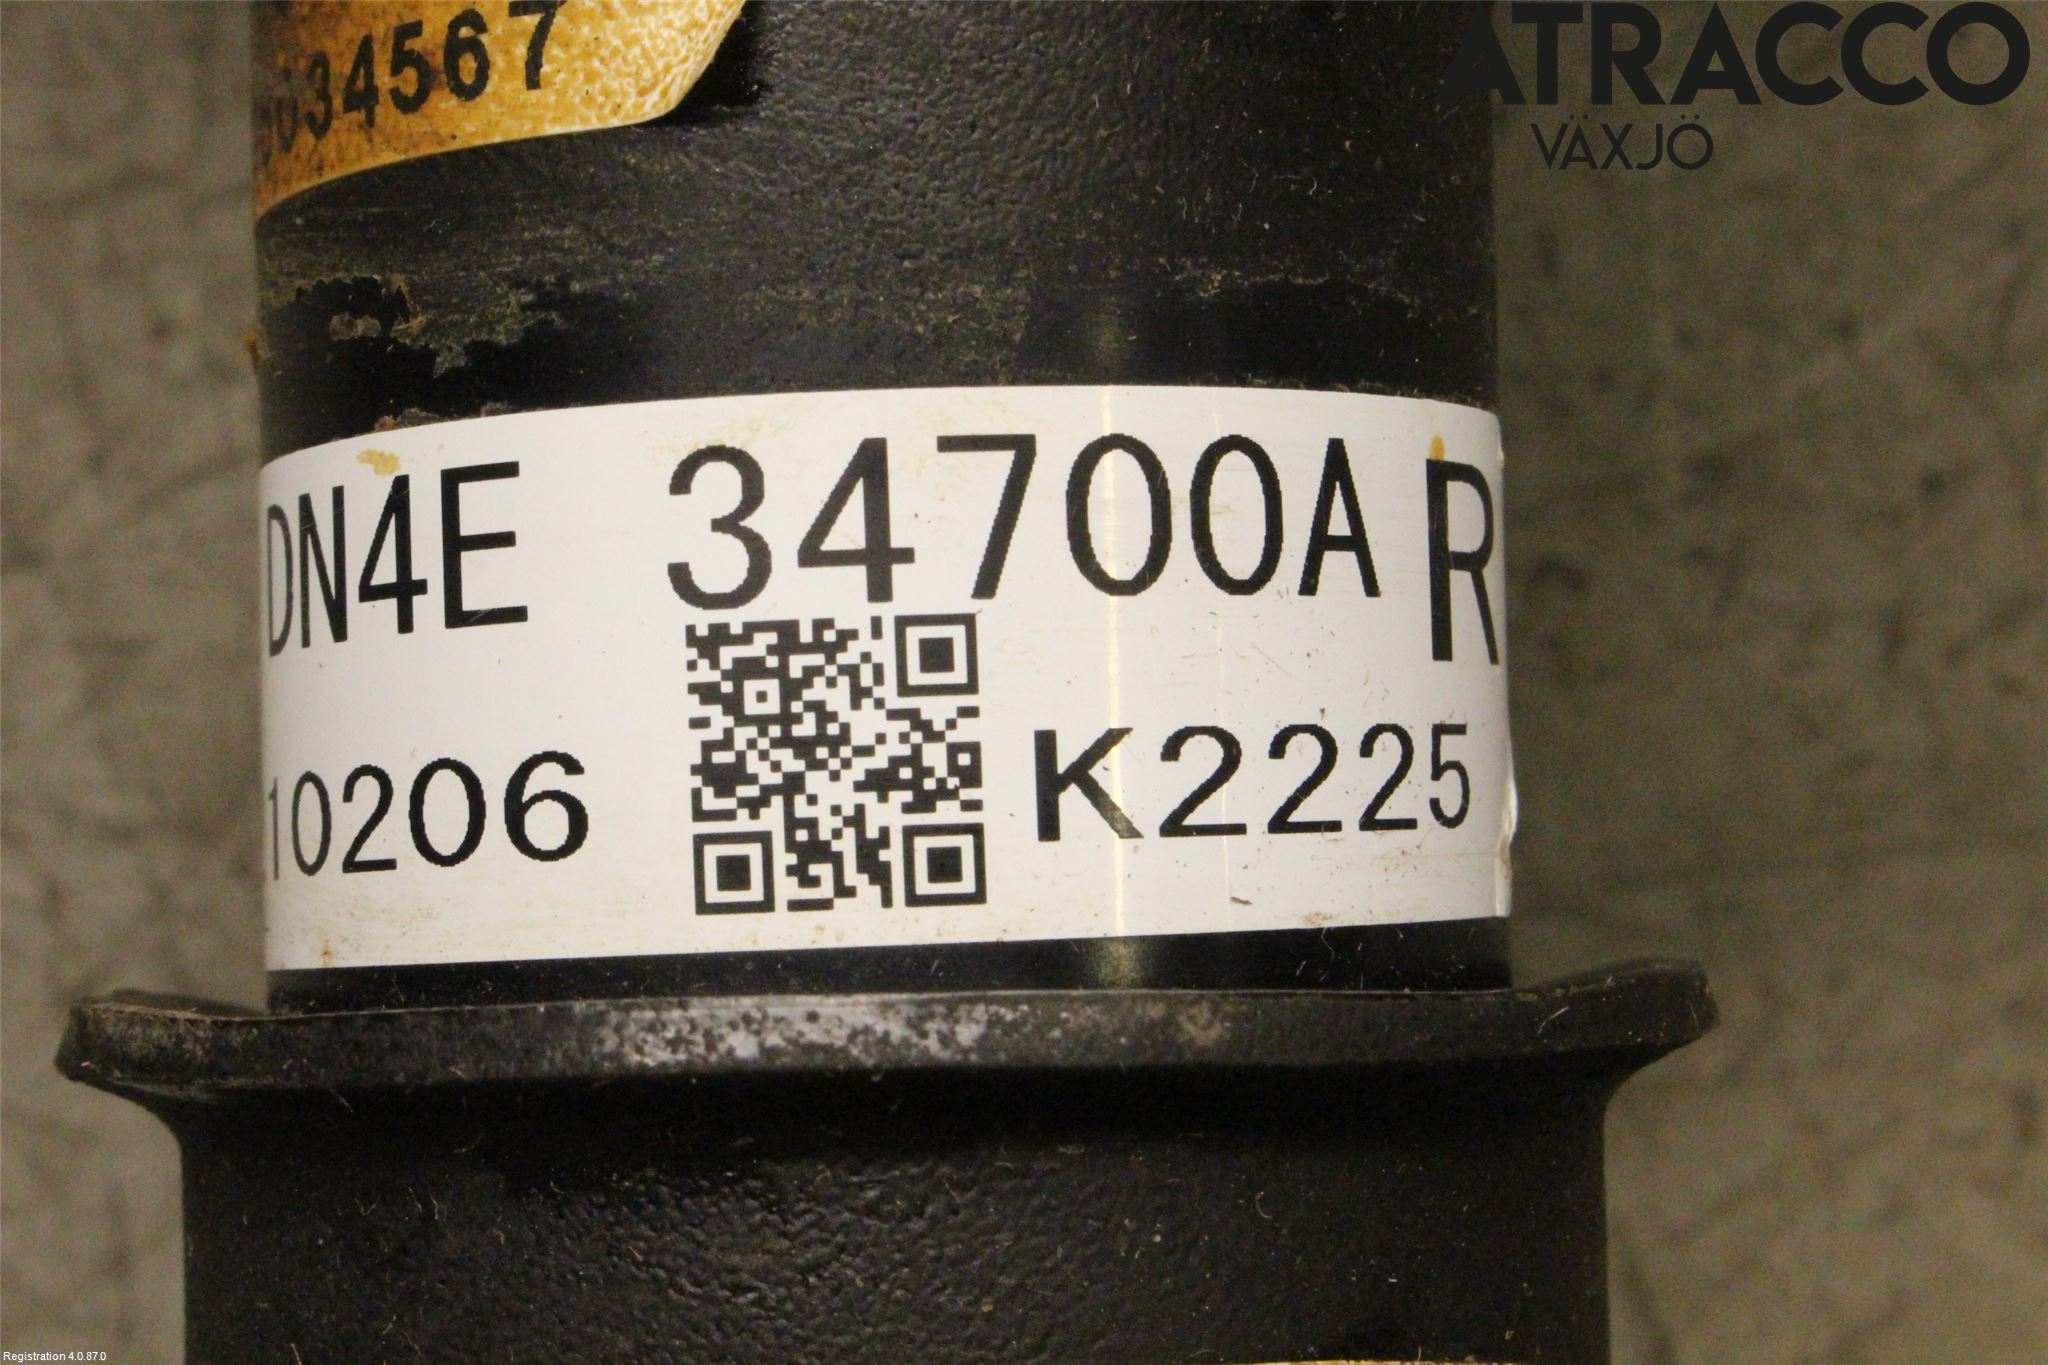 34567
ATRACCO
VÄXJÖ
DN4E 34700A R
10206 K2225
Registration 4.0.87.0